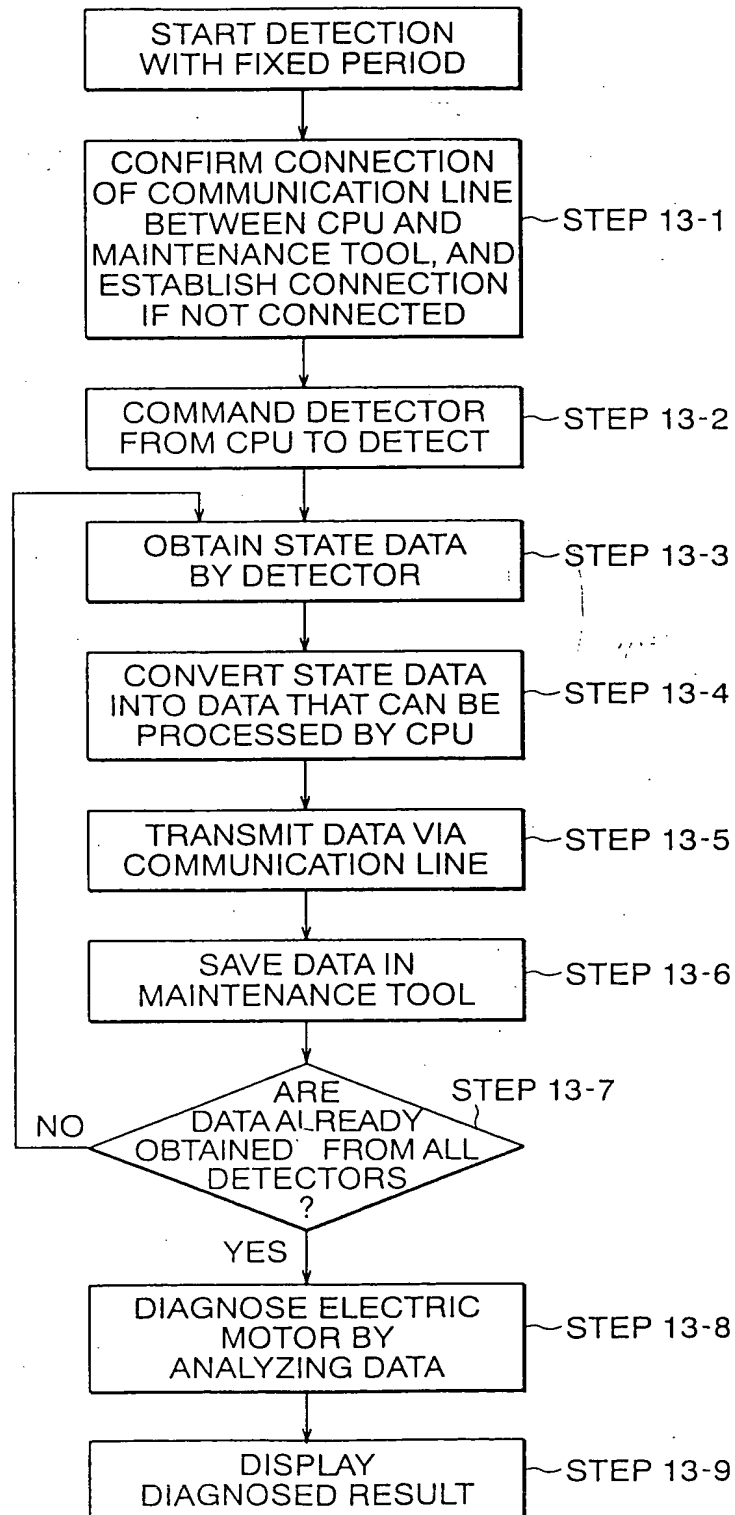 START DETECTION
WITH FIXED PERIOD
CONFIRM CONNECTION
OF COMMUNICATION LINE
BETWEEN CPU AND
MAINTENANCE TOOL, AND
ESTABLISH CONNECTION
IF NOT CONNECTED
STEP 13-1
COMMAND DETECTOR
FROM CPU TO DETECT
STEP 13-2
OBTAIN STATE DATA
BY DETECTOR
STEP 13-3
CONVERT STATE DATA
INTO DATA THAT CAN BE
PROCESSED BY CPU
STEP 13-4
TRANSMIT DATA VIA
COMMUNICATION LINE
STEP 13-5
SAVE DATA IN
MAINTENANCE TOOL
STEP 13-6
ARE
DATA ALREADY
OBTAINED FROM ALL
DETECTORS
?
STEP 13-7
NO
YES
DIAGNOSE ELECTRIC
MOTOR BY
ANALYZING DATA
STEP 13-8
DISPLAY
DIAGNOSED RESULT
STEP 13-9